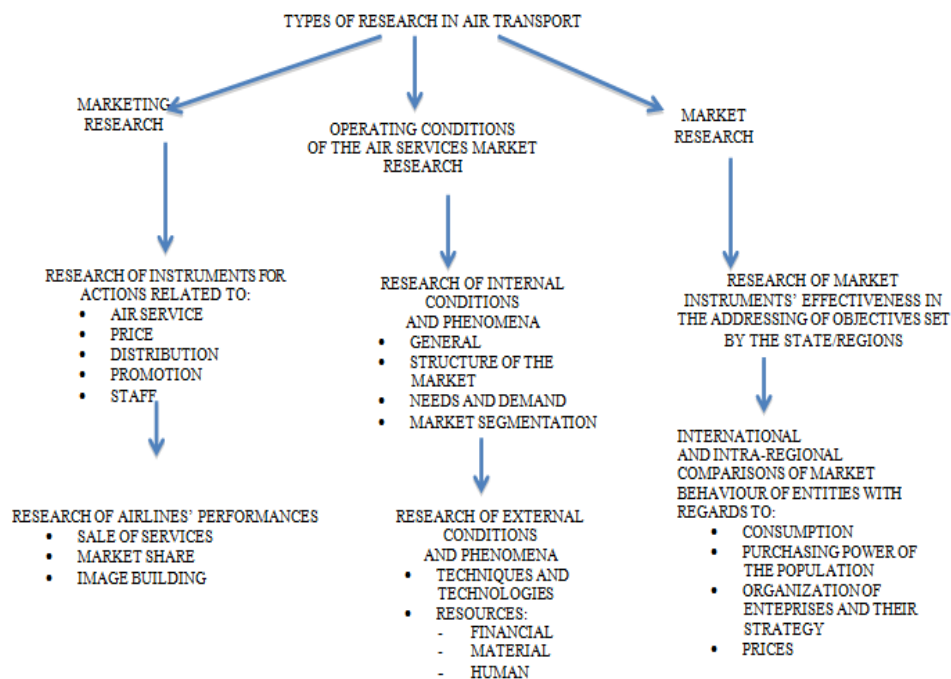 TYPES OF RESEARCH IN AIR TRANSPORT
MARKETING
RESEARCH
OPERATING CONDITIONS
OF THE AIR SERVICES MARKET
RESEARCH
MARKET
RESEARCH
RESEARCH OF INSTRUMENTS FOR
ACTIONS RELATED TO:
• AIR SERVICE
• PRICE
• DISTRIBUTION
• PROMOTION
• STAFF
RESEARCH OF AIRLINES’ PERFORMANCES
• SALE OF SERVICES
• MARKET SHARE
• IMAGE BUILDING
RESEARCH OF INTERNAL
CONDITIONS
AND PHENOMENA
• GENERAL
• STRUCTURE OF THE
MARKET
• NEEDS AND DEMAND
• MARKET SEGMENTATION
RESEARCH OF EXTERNAL
CONDITIONS
AND PHENOMENA
• TECHNIQUES AND
TECHNOLOGIES
• RESOURCES:
- FINANCIAL
- MATERIAL
- HUMAN
RESEARCH OF MARKET
INSTRUMENTS’ EFFECTIVENESS IN
THE ADDRESSING OF OBJECTIVES SET
BY THE STATE/REGIONS
INTERNATIONAL
AND INTRA-REGIONAL
COMPARISONS OF MARKET
BEHAVIOUR OF ENTITIES WITH
REGARDS TO:
• CONSUMPTION
• PURCHASING POWER OF
THE POPULATION
• ORGANIZATION OF
ENTEPRISES AND THEIR
STRATEGY
• PRICES